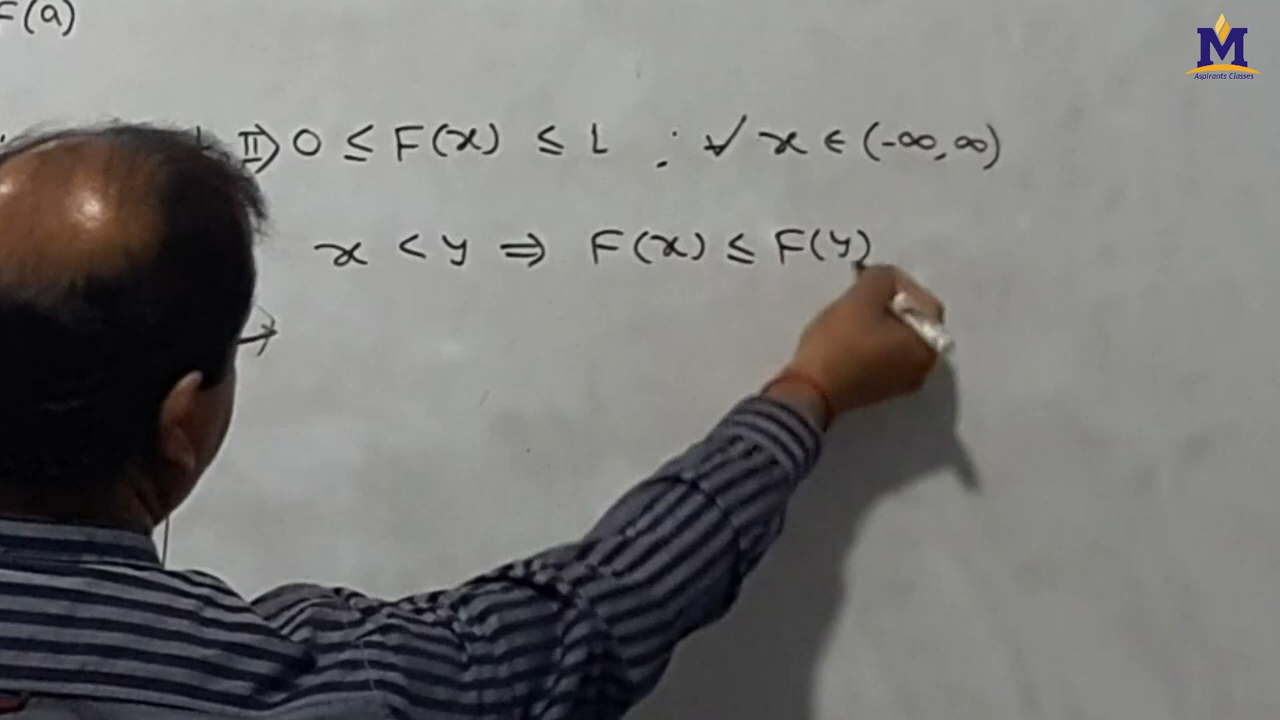 F(a)
II) 0 ≤ F(x) ≤ 1 : ∀ x ∈ (-∞, ∞)
x < y ⇒ F(x) ≤ F(y)
→
M
Aspirants Classes